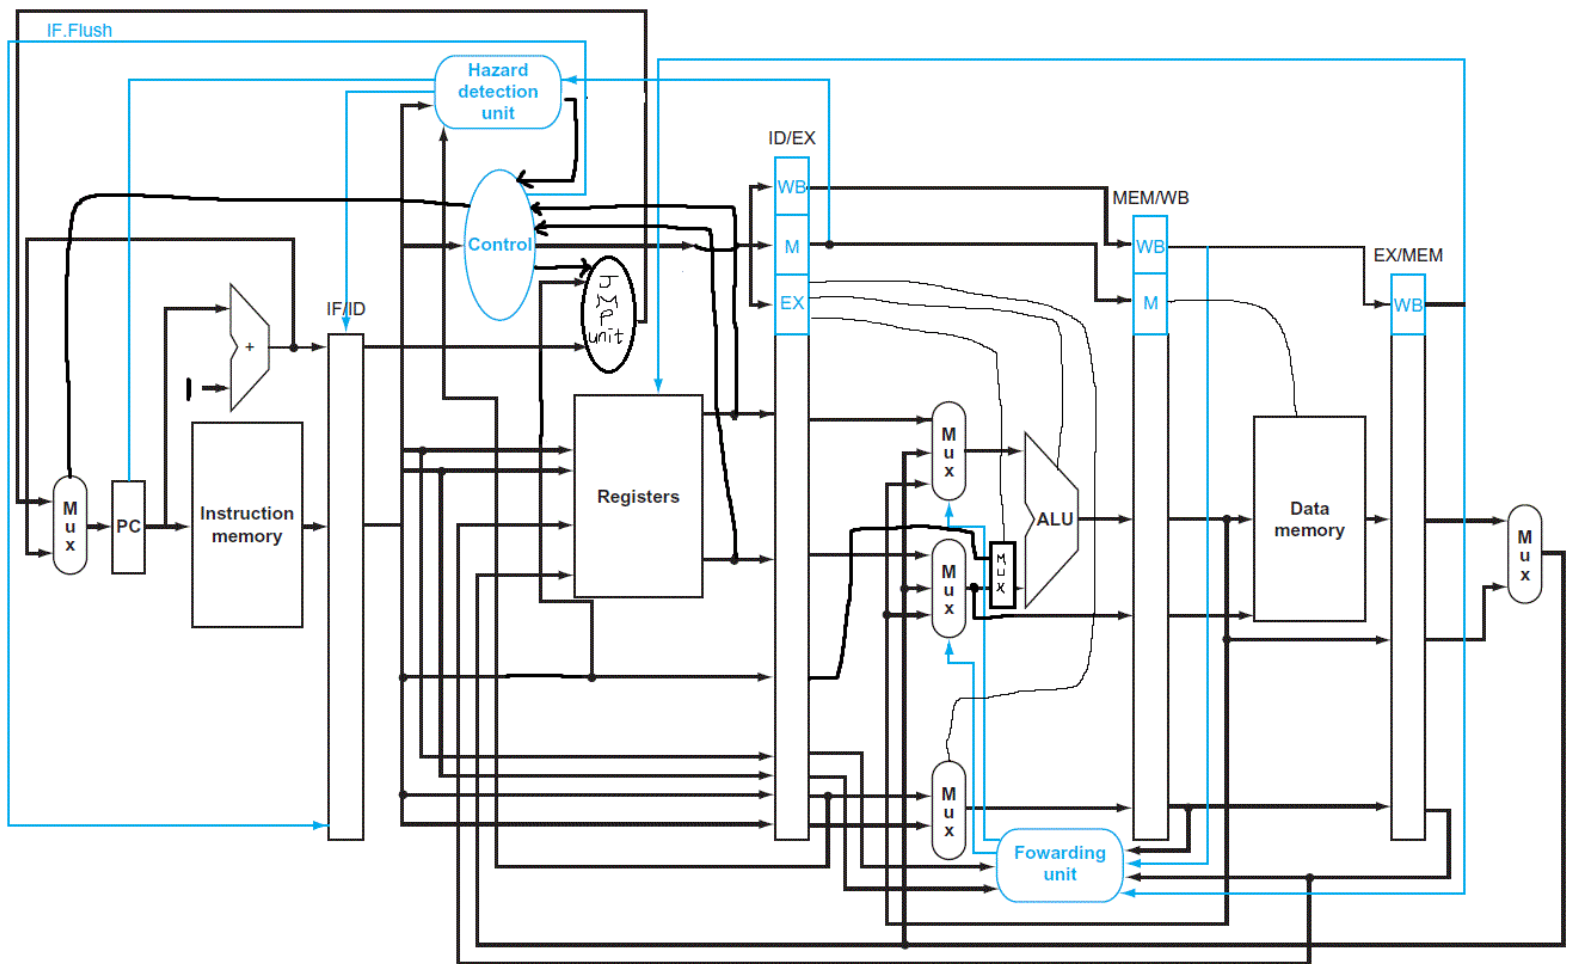 IF.Flush
Hazard
detection
unit
ID/EX
WB
MEM/WB
Control
M
WB
EX/MEM
J
M
P
unit
IF/ID
EX
M
WB
+
1
M
u
x
PC
Instruction
memory
Registers
M
u
x
ALU
M
u
x
M
U
X
Data
memory
M
u
x
M
u
x
Fowarding
unit